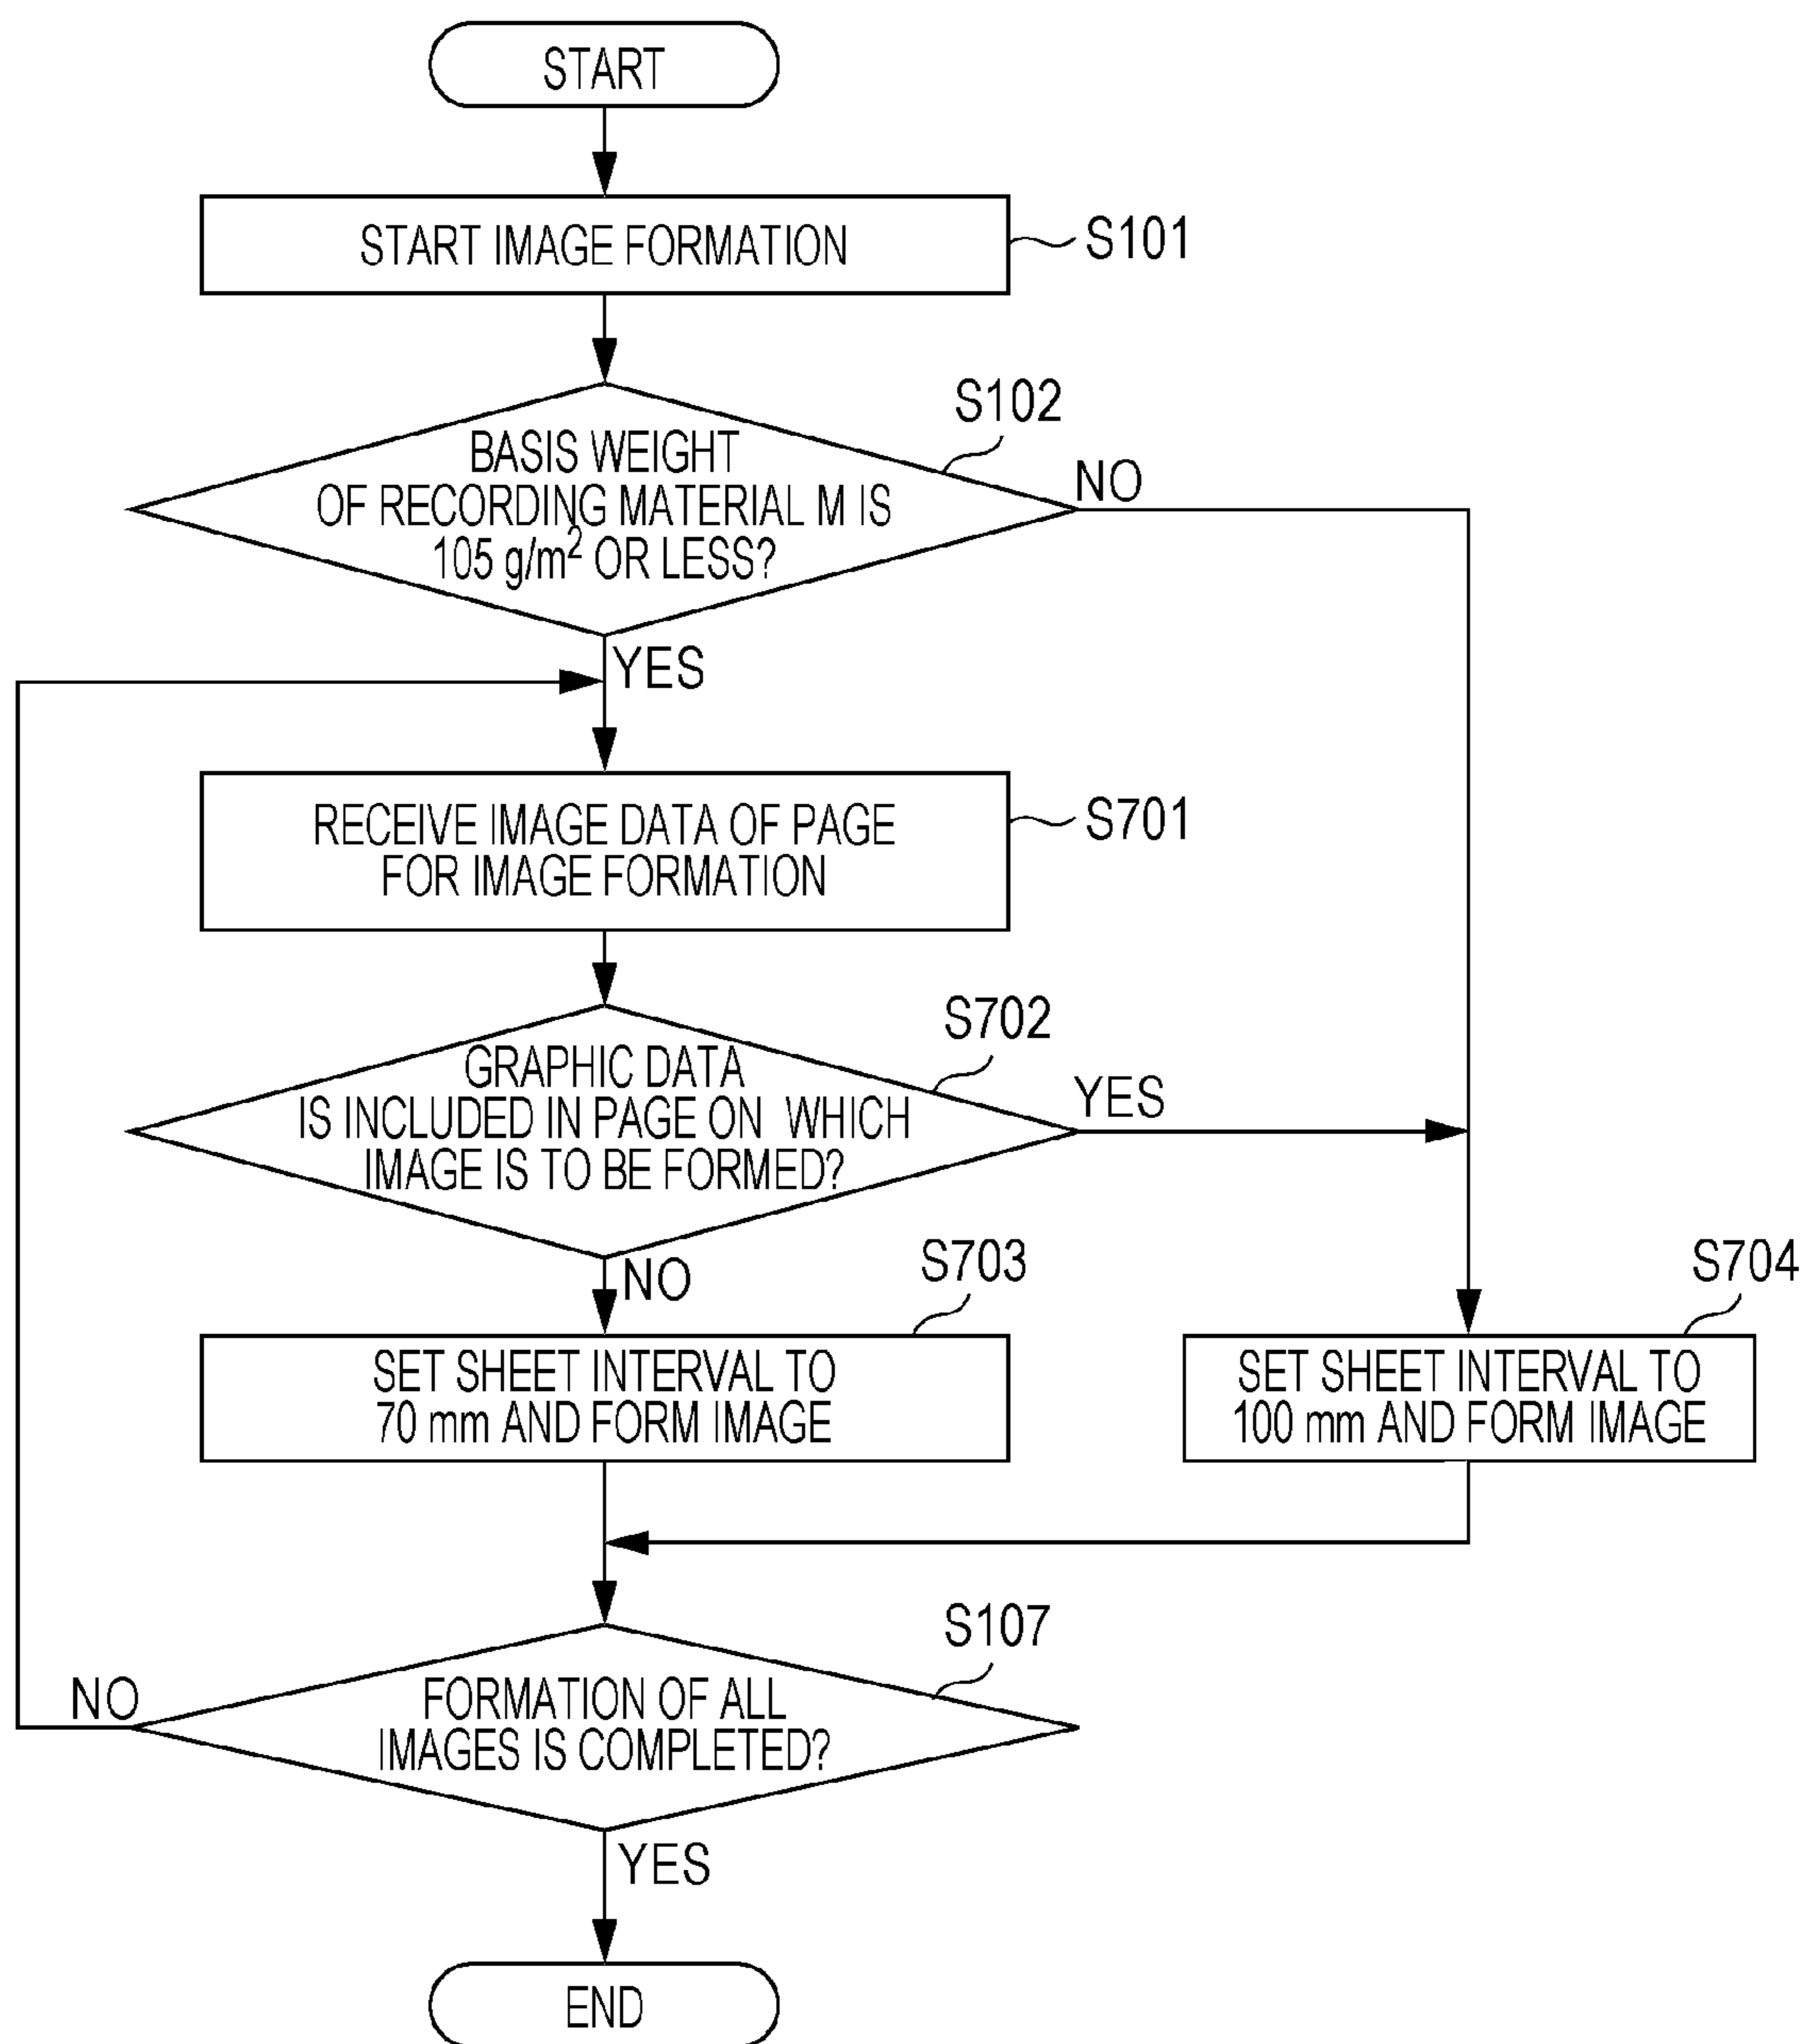 START
START IMAGE FORMATION
S101
S102
BASIS WEIGHT
OF RECORDING MATERIAL M IS
105 g/m² OR LESS?
NO
YES
RECEIVE IMAGE DATA OF PAGE
FOR IMAGE FORMATION
S701
S702
GRAPHIC DATA
IS INCLUDED IN PAGE ON WHICH
IMAGE IS TO BE FORMED?
YES
NO
S703
SET SHEET INTERVAL TO
70 mm AND FORM IMAGE
S704
SET SHEET INTERVAL TO
100 mm AND FORM IMAGE
S107
FORMATION OF ALL
IMAGES IS COMPLETED?
NO
YES
END